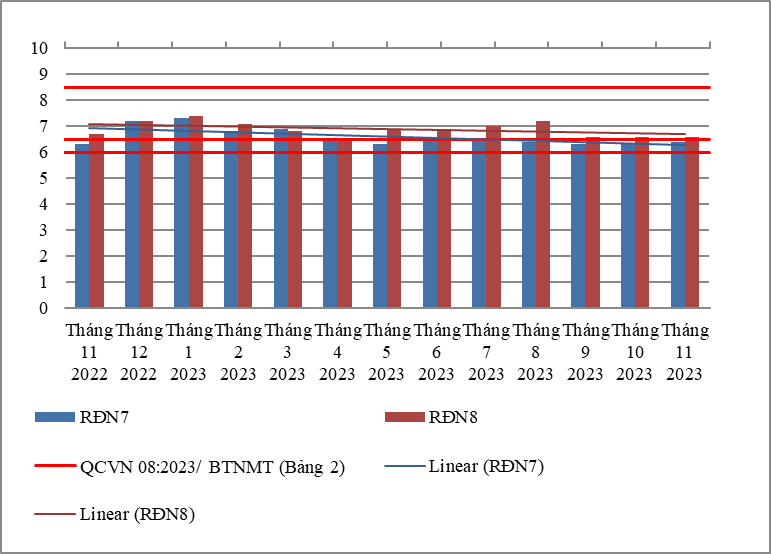 10
9
8
7
6
5
4
3
2
1
0
Tháng Tháng Tháng Tháng Tháng Tháng Tháng Tháng Tháng Tháng Tháng Tháng Tháng
11 12 1 2 3 4 5 6 7 8 9 10 11
2022 2022 2023 2023 2023 2023 2023 2023 2023 2023 2023 2023 2023
RĐN7 RĐN8
QCVN 08:2023/ BTNMT (Bảng 2) Linear (RĐN7)
Linear (RĐN8)